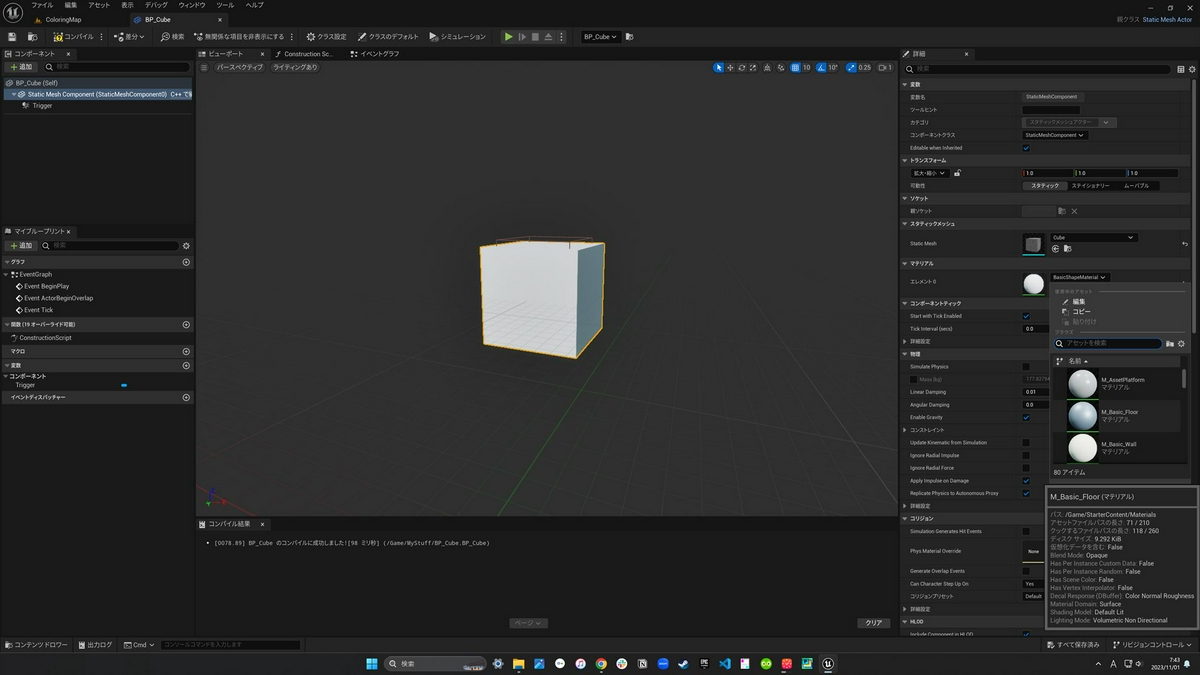 ファイル 編集 アセット 表示 デバッグ ウィンドウ ツール ヘルプ
ColoringMap
BP_Cube
親クラス Static Mesh Actor
コンパイル
差分
検索
無関係な項目を非表示にする
クラス設定
クラスのデフォルト
シミュレーション
BP_Cube
コンポーネント
追加
検索
BP_Cube (Self)
Static Mesh Component (StaticMeshComponent0)
Trigger
マイブループリント
追加
検索
グラフ
EventGraph
Event BeginPlay
Event ActorBeginOverlap
Event Tick
関数 (19 オーバーライド可能)
ConstructionScript
マクロ
変数
コンポーネント
Trigger
イベントディスパッチャー
ビューポート
Construction Sc...
イベントグラフ
パースペクティブ
ライティングあり
10
10°
0.25
1
コンパイル結果
[0078.89] BP_Cube のコンパイルに成功しました![98 ミリ秒] (/Game/MyStuff/BP_Cube.BP_Cube)
ページ
クリア
詳細
検索
変数
変数名 StaticMeshComponent
ツールヒント
カテゴリ スタティックメッシュアクター
コンポーネントクラス StaticMeshComponent
Editable when Inherited
トランスフォーム
拡大・縮小 1.0 1.0 1.0
可動性 スタティック ステイショナリー ムーバブル
ソケット
親ソケット
スタティックメッシュ
Static Mesh Cube
マテリアル
エレメント 0 BasicShapeMaterial
コンポーネントティック
Start with Tick Enabled
Tick Interval (secs) 0.0
詳細設定
物理
Simulate Physics
Mass (kg)
Linear Damping 0.01
Angular Damping 0.0
Enable Gravity
コンストレイント
Update Kinematic from Simulation
Ignore Radial Impulse
Ignore Radial Force
Apply Impulse on Damage
Replicate Physics to Autonomous Proxy
詳細設定
コリジョン
Simulation Generates Hit Events
Phys Material Override None
Generate Overlap Events
Can Character Step Up On Yes
コリジョンプリセット Default
詳細設定
HLOD
Include Component in HLOD
編集
コピー
貼り付け
ブラウズ
アセットを検索
名前
M_AssetPlatform
マテリアル
M_Basic_Floor
マテリアル
M_Basic_Wall
マテリアル
80 アイテム
M_Basic_Floor (マテリアル)
パス: /Game/StarterContent/Materials
アセットファイルパスの長さ: 71 / 210
クックするファイルパスの長さ: 118 / 260
ディスク サイズ: 9.292 KiB
仮想化データを含む: False
Blend Mode: Opaque
Has Per Instance Custom Data: False
Has Per Instance Random: False
Has Scene Color: False
Has Vertex Interpolator: False
Decal Response (DBuffer): Color Normal Roughness
Material Domain: Surface
Shading Model: Default Lit
Lighting Mode: Volumetric Non Directional
コンテンツドロワー
出力ログ
Cmd
コンソールコマンドを入力します
すべて保存済み
リビジョンコントロール
検索
A
7:43
2023/11/01